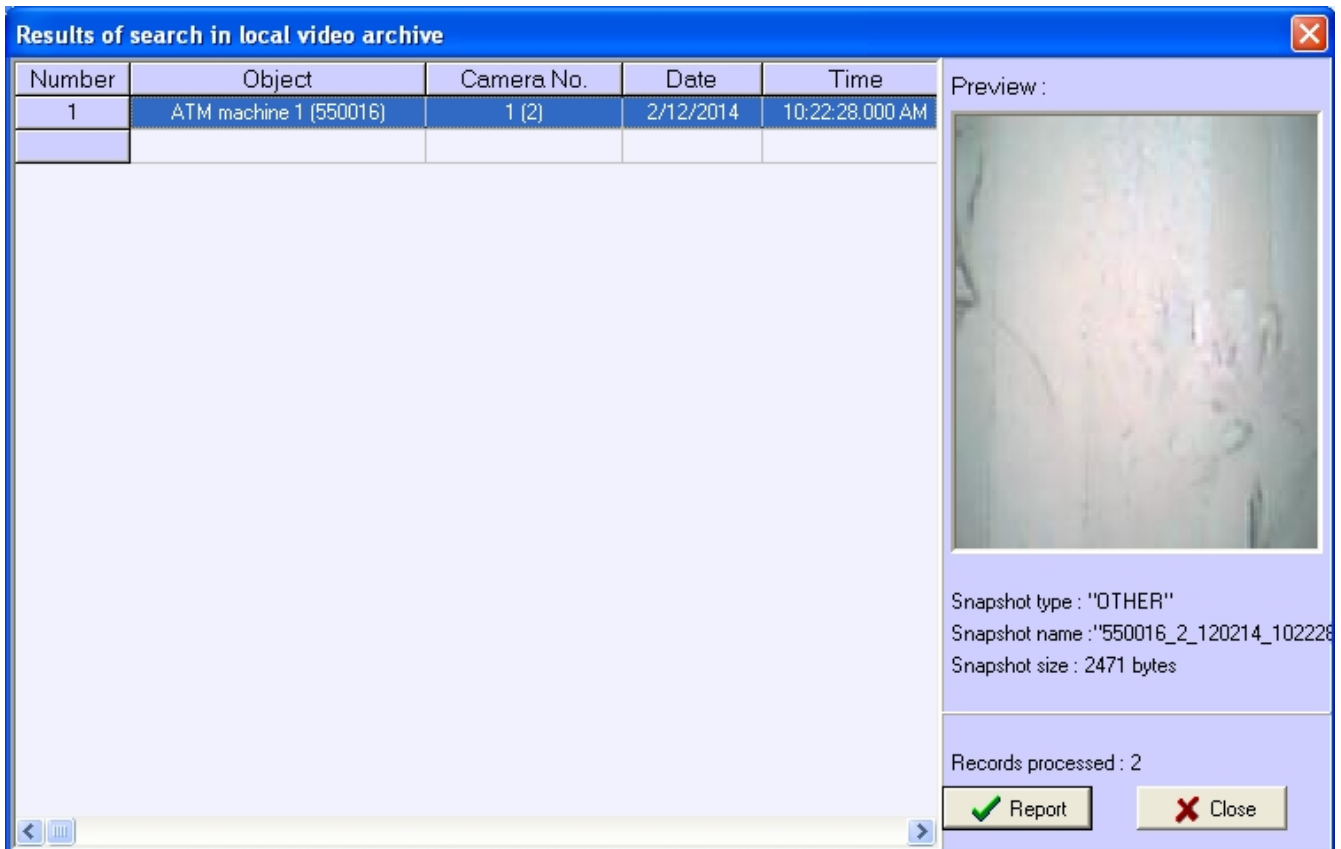 Results of search in local video archive
Number Object Camera No. Date Time
1 ATM machine 1 (550016) 1 (2) 2/12/2014 10:22:28.000 AM
Preview :
Snapshot type : "OTHER"
Snapshot name :"550016_2_120214_102228
Snapshot size : 2471 bytes
Records processed : 2
Report Close